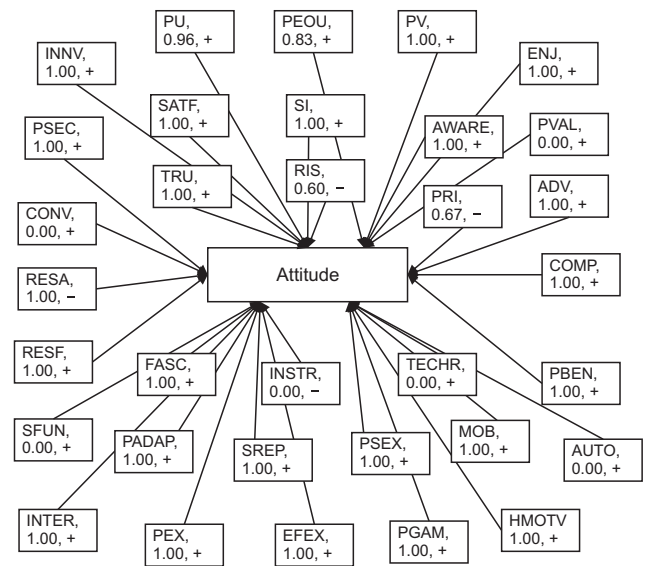 PU,
0.96, +
PEOU,
0.83, +
PV,
1.00, +
INNV,
1.00, +
ENJ,
1.00, +
SATF,
1.00, +
SI,
1.00, +
PSEC,
1.00, +
AWARE,
1.00, +
PVAL,
0.00, +
TRU,
1.00, +
RIS,
0.60, –
PRI,
0.67, –
ADV,
1.00, +
CONV,
0.00, +
Attitude
RESA,
1.00, –
COMP,
1.00, +
RESF,
1.00, +
FASC,
1.00, +
INSTR,
0.00, –
TECHR,
0.00, +
PBEN,
1.00, +
SFUN,
0.00, +
PADAP,
1.00, +
SREP,
1.00, +
PSEX,
1.00, +
MOB,
1.00, +
AUTO,
0.00, +
INTER,
1.00, +
PEX,
1.00, +
EFEX,
1.00, +
PGAM,
1.00, +
HMOTV
1.00, +